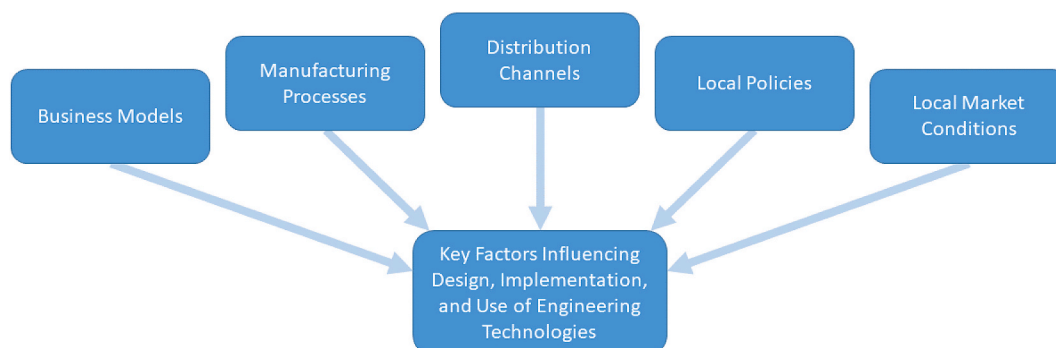 Business Models
Manufacturing
Processes
Distribution
Channels
Local Policies
Local Market
Conditions
Key Factors Influencing
Design, Implementation,
and Use of Engineering
Technologies